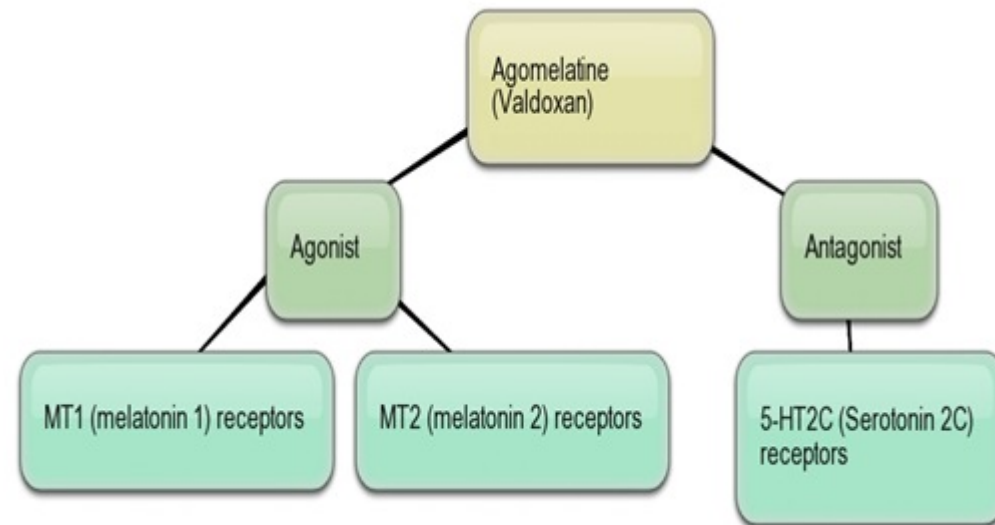 Agomelatine
(Valdoxan)
Agonist
Antagonist
MT1 (melatonin 1) receptors
MT2 (melatonin 2) receptors
5-HT2C (Serotonin 2C)
receptors